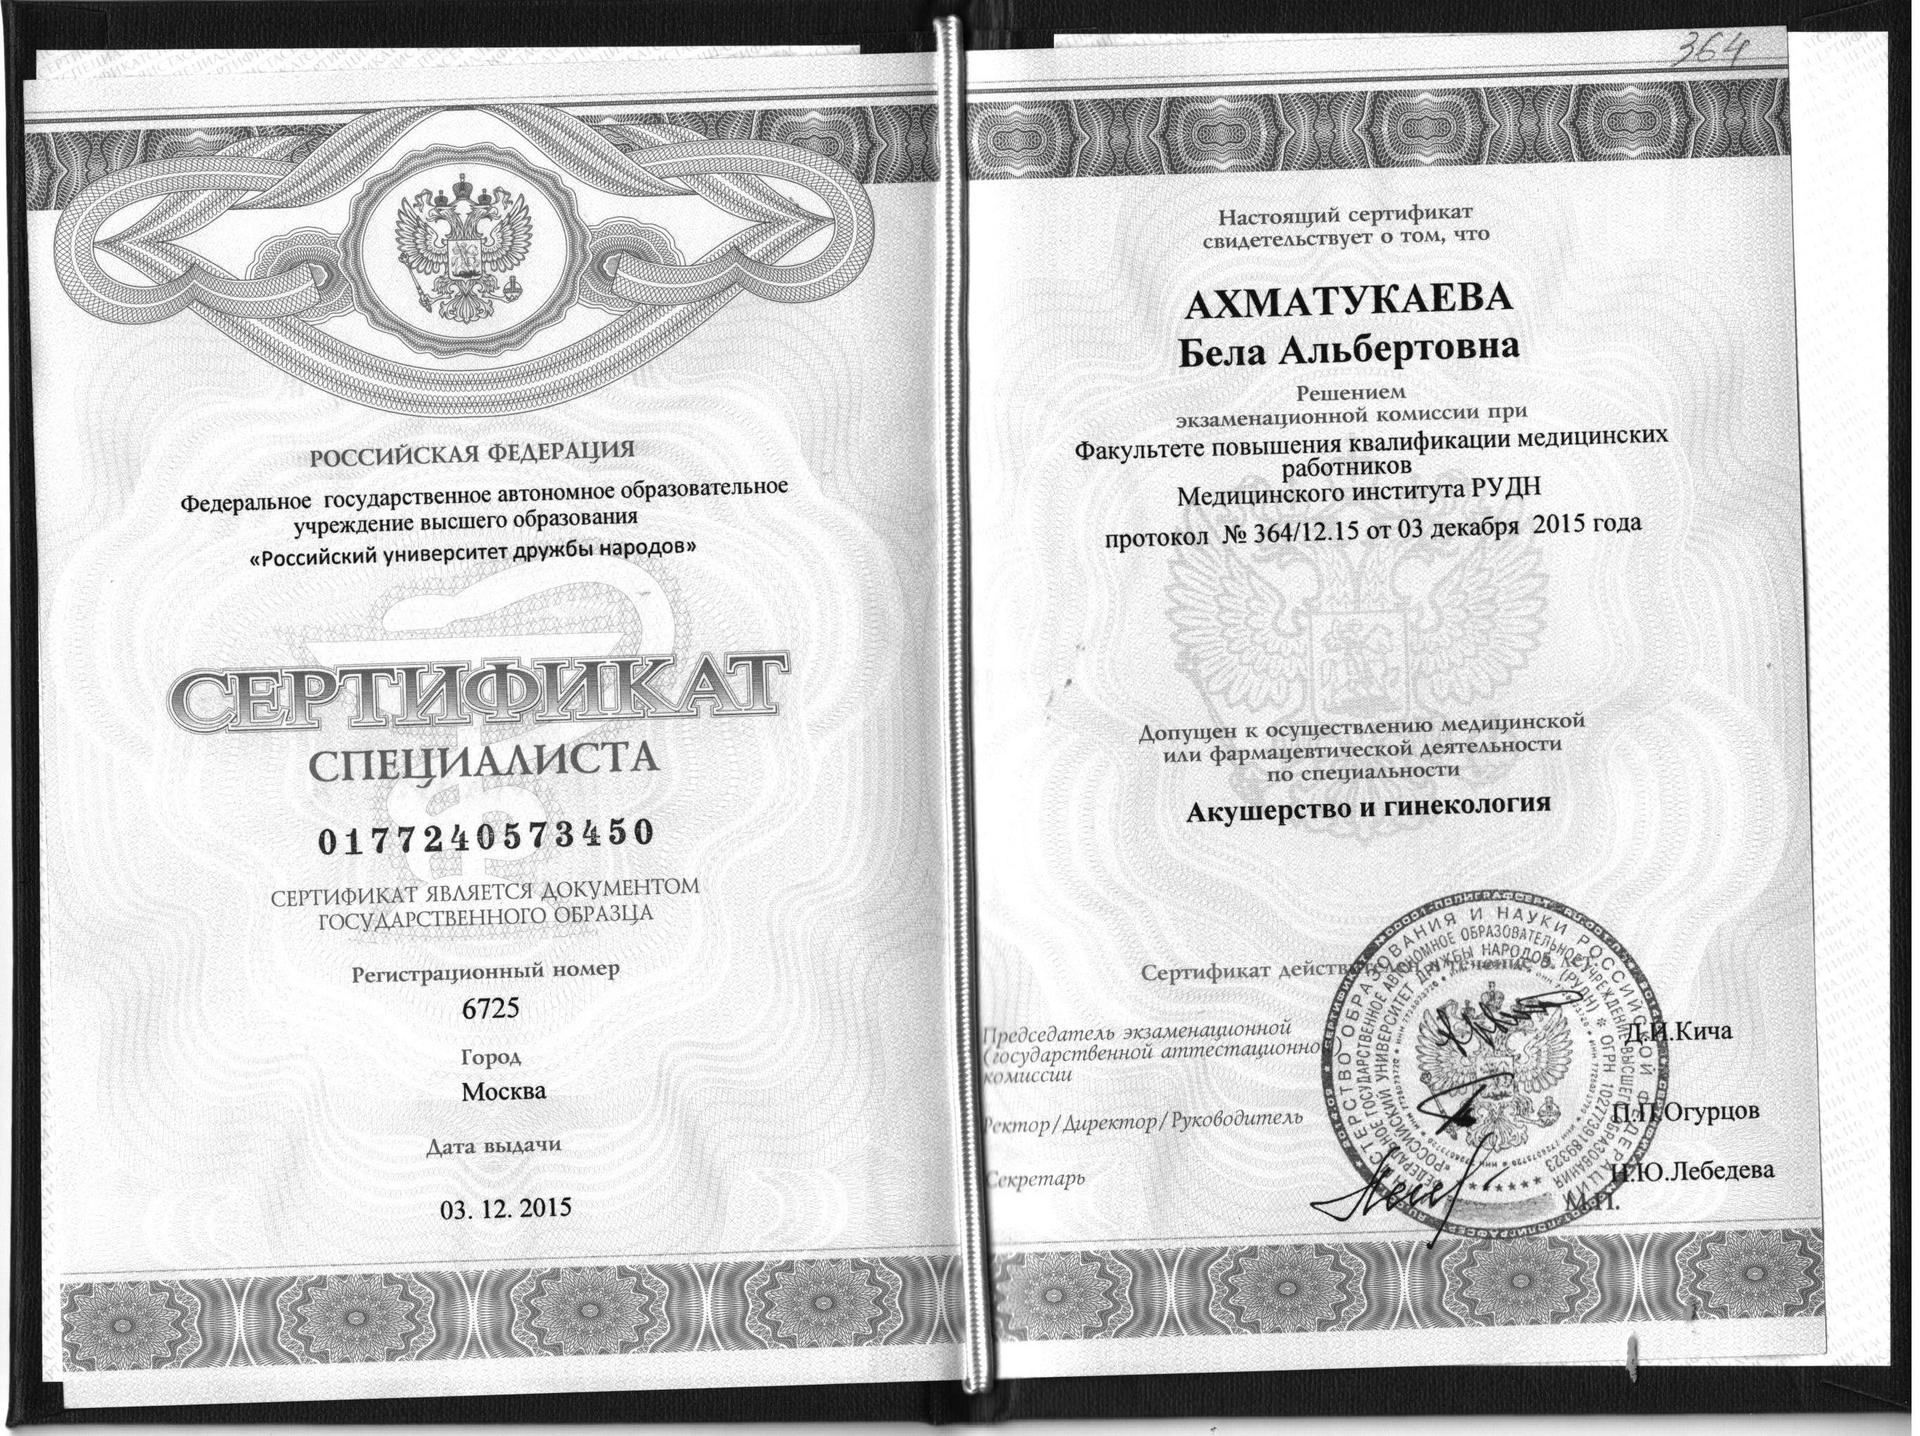 РОССИЙСКАЯ ФЕДЕРАЦИЯ
Федеральное государственное автономное образовательное
учреждение высшего образования
«Российский университет дружбы народов»
СЕРТИФИКАТ
СПЕЦИАЛИСТА
0177240573450
СЕРТИФИКАТ ЯВЛЯЕТСЯ ДОКУМЕНТОМ
ГОСУДАРСТВЕННОГО ОБРАЗЦА
Регистрационный номер
6725
Город
Москва
Дата выдачи
03. 12. 2015
364
Настоящий сертификат
свидетельствует о том, что
АХМАТУКАЕВА
Бела Альбертовна
Решением
экзаменационной комиссии при
Факультете повышения квалификации медицинских
работников
Медицинского института РУДН
протокол № 364/12.15 от 03 декабря 2015 года
Допущен к осуществлению медицинской
или фармацевтической деятельности
по специальности
Акушерство и гинекология
Сертификат
Председатель экзаменационной
(государственной аттестационно
комиссии
Д.И.Кича
Ректор/Директор/Руководитель
П.П.Огурцов
Секретарь
Н.Ю.Лебедева
М.П.